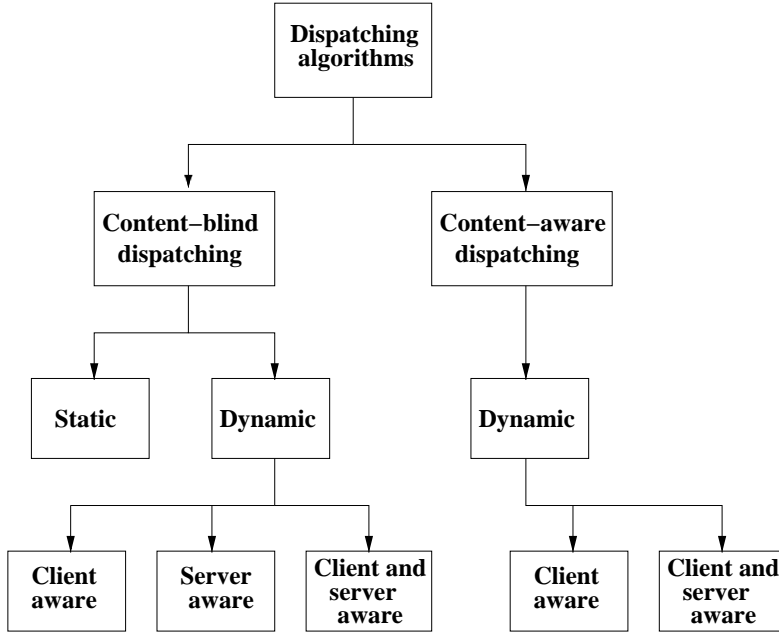 Dispatching
algorithms
Content−blind
dispatching
Content−aware
dispatching
Static
Dynamic
Dynamic
Client
aware
Server
aware
Client and
server
aware
Client
aware
Client and
server
aware